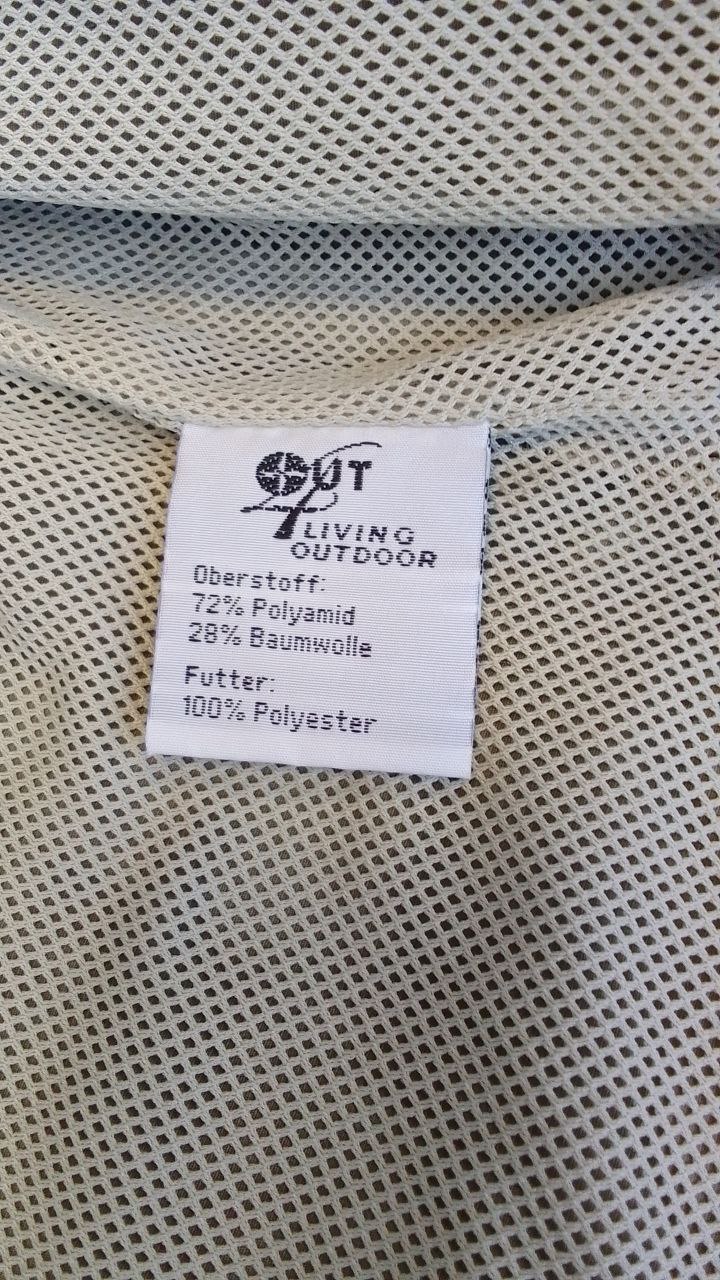 OUT
LIVING
OUTDOOR
Oberstoff:
72% Polyamid
28% Baumwolle
Futter:
100% Polyester